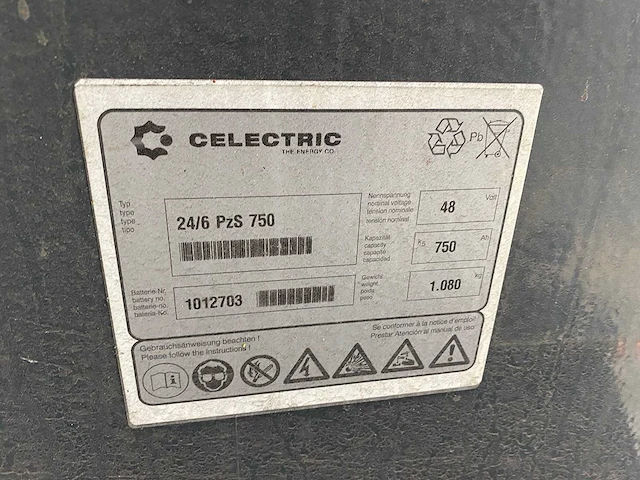 CELECTRIC
THE ENERGY CO.
Pb
Typ
type
type
tipo
24/6 PzS 750
Nennspannung
nominal voltage
tension nominale
tension nominal
48
Volt
Kapazität
capacity
capacité
capacidad
K5
750
Ah
Batterie-Nr.
battery no.
batterie-no.
bateria-No.
1012703
Gewicht
weight
poids
peso
1.080
kg
Gebrauchsanweisung beachten !
Please follow the instructions !
Se conformer à la notice d'emploi
Prestar Atención al manual de uso